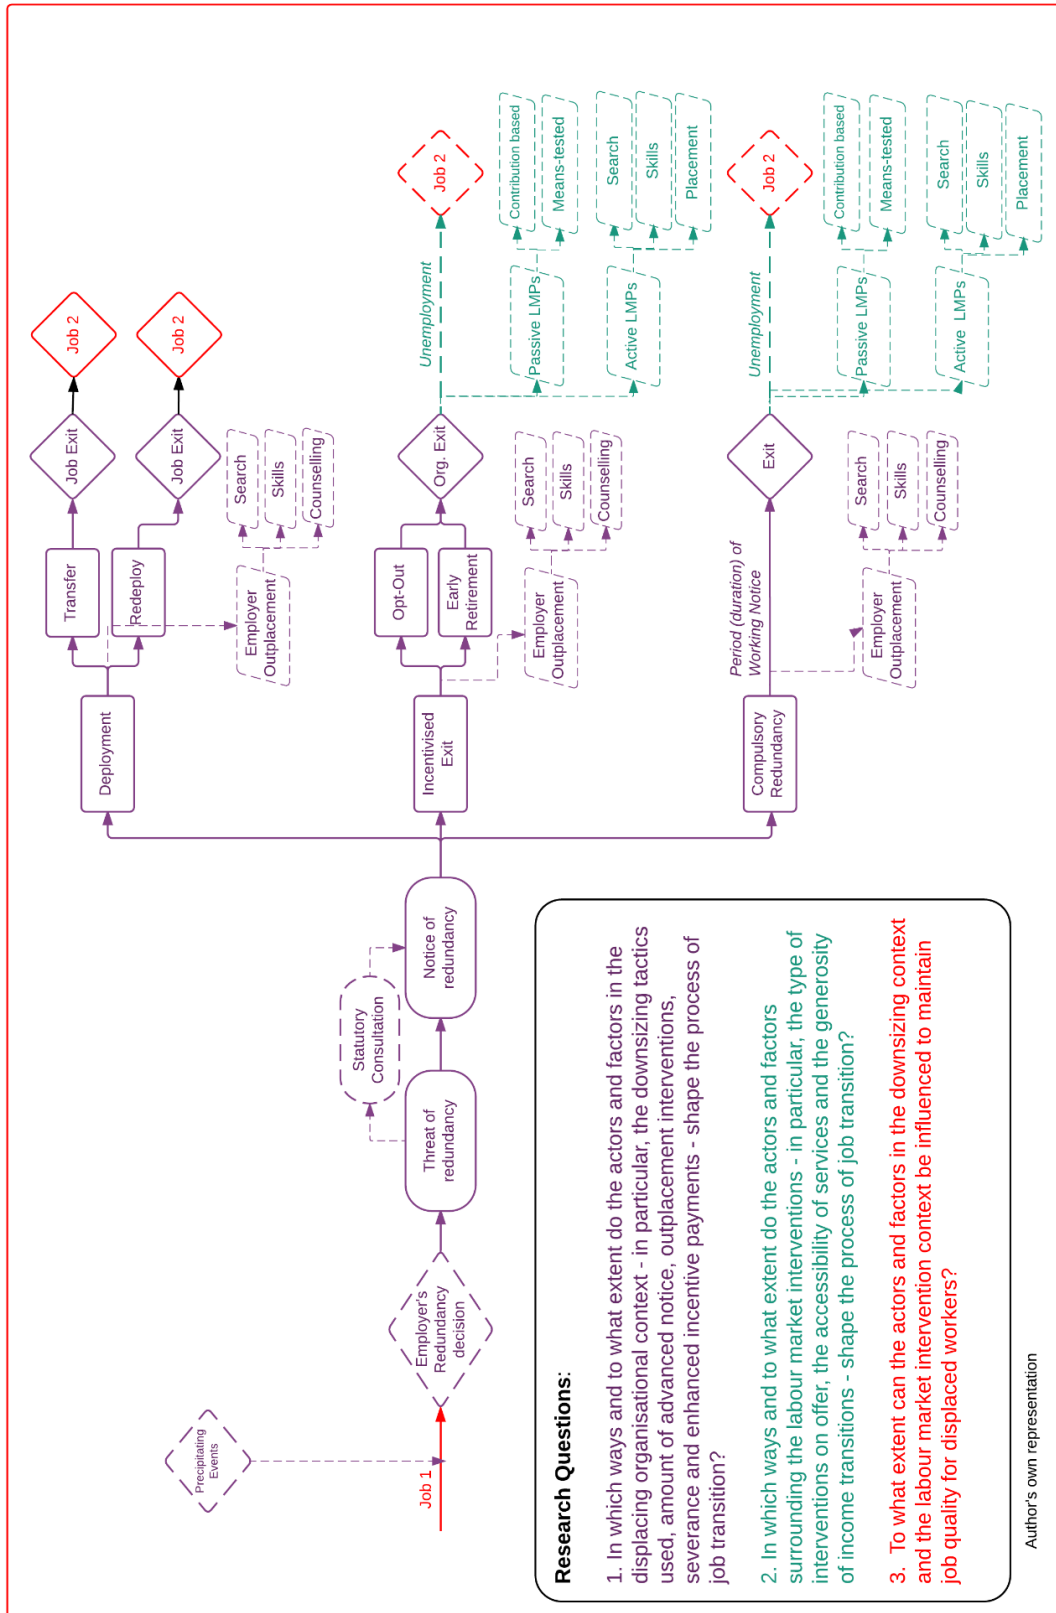 Precipitating
Events
Job 1
Employer's
Redundancy
decision
Threat of
redundancy
Statutory
Consultation
Notice of
redundancy
Deployment
Transfer
Redeploy
Job Exit
Job Exit
Job 2
Job 2
Employer
Outplacement
Search
Skills
Counselling
Incentivised
Exit
Opt-Out
Early
Retirement
Org. Exit
Unemployment
Job 2
Employer
Outplacement
Search
Skills
Counselling
Passive LMPs
Contribution based
Means-tested
Active LMPs
Search
Skills
Placement
Compulsory
Redundancy
Period (duration) of
Working Notice
Exit
Unemployment
Job 2
Employer
Outplacement
Search
Skills
Counselling
Passive LMPs
Contribution based
Means-tested
Active LMPs
Search
Skills
Placement
Research Questions:
1. In which ways and to what extent do the actors and factors in the
displacing organisational context - in particular, the downsizing tactics
used, amount of advanced notice, outplacement interventions,
severance and enhanced incentive payments - shape the process of
job transition?
2. In which ways and to what extent do the actors and factors
surrounding the labour market interventions - in particular, the type of
interventions on offer, the accessibility of services and the generosity
of income transitions - shape the process of job transition?
3. To what extent can the actors and factors in the downsizing context
and the labour market intervention context be influenced to maintain
job quality for displaced workers?
Author's own representation